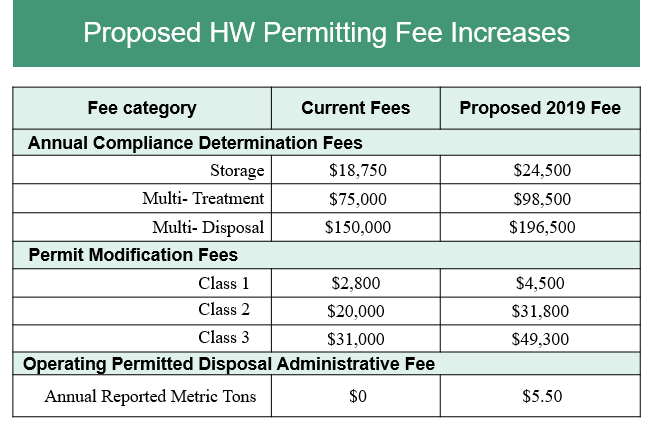 Proposed HW Permitting Fee Increases
Fee category Current Fees Proposed 2019 Fee
Annual Compliance Determination Fees
Storage $18,750 $24,500
Multi- Treatment $75,000 $98,500
Multi- Disposal $150,000 $196,500
Permit Modification Fees
Class 1 $2,800 $4,500
Class 2 $20,000 $31,800
Class 3 $31,000 $49,300
Operating Permitted Disposal Administrative Fee
Annual Reported Metric Tons $0 $5.50